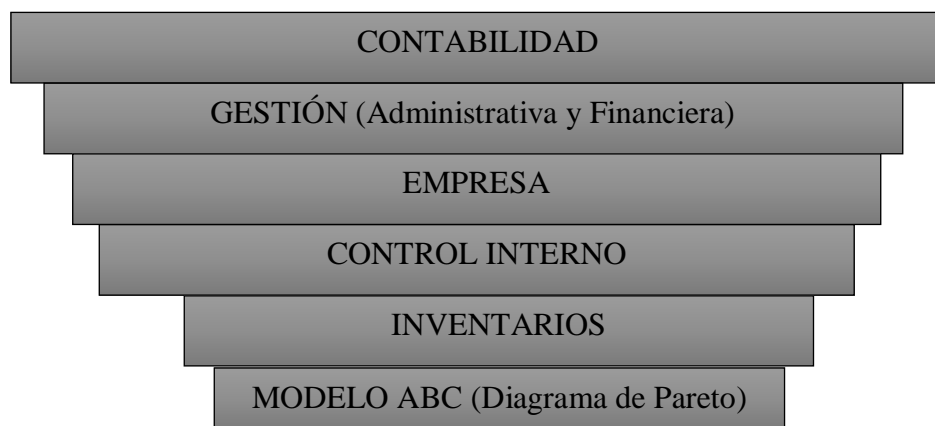 CONTABILIDAD
GESTIÓN (Administrativa y Financiera)
EMPRESA
CONTROL INTERNO
INVENTARIOS
MODELO ABC (Diagrama de Pareto)